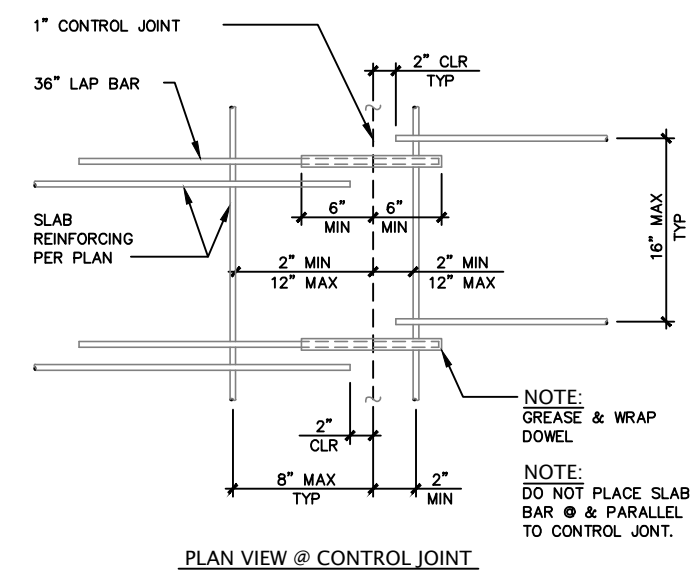 1” CONTROL JOINT
2” CLR
TYP
36” LAP BAR
6” 6”
MIN MIN
16” MAX
TYP
SLAB
REINFORCING
PER PLAN
2” MIN
12” MAX
2” MIN
12” MAX
NOTE:
GREASE & WRAP
DOWEL
2”
CLR
8” MAX
TYP
2”
MIN
NOTE:
DO NOT PLACE SLAB
BAR @ & PARALLEL
TO CONTROL JONT.
PLAN VIEW @ CONTROL JOINT